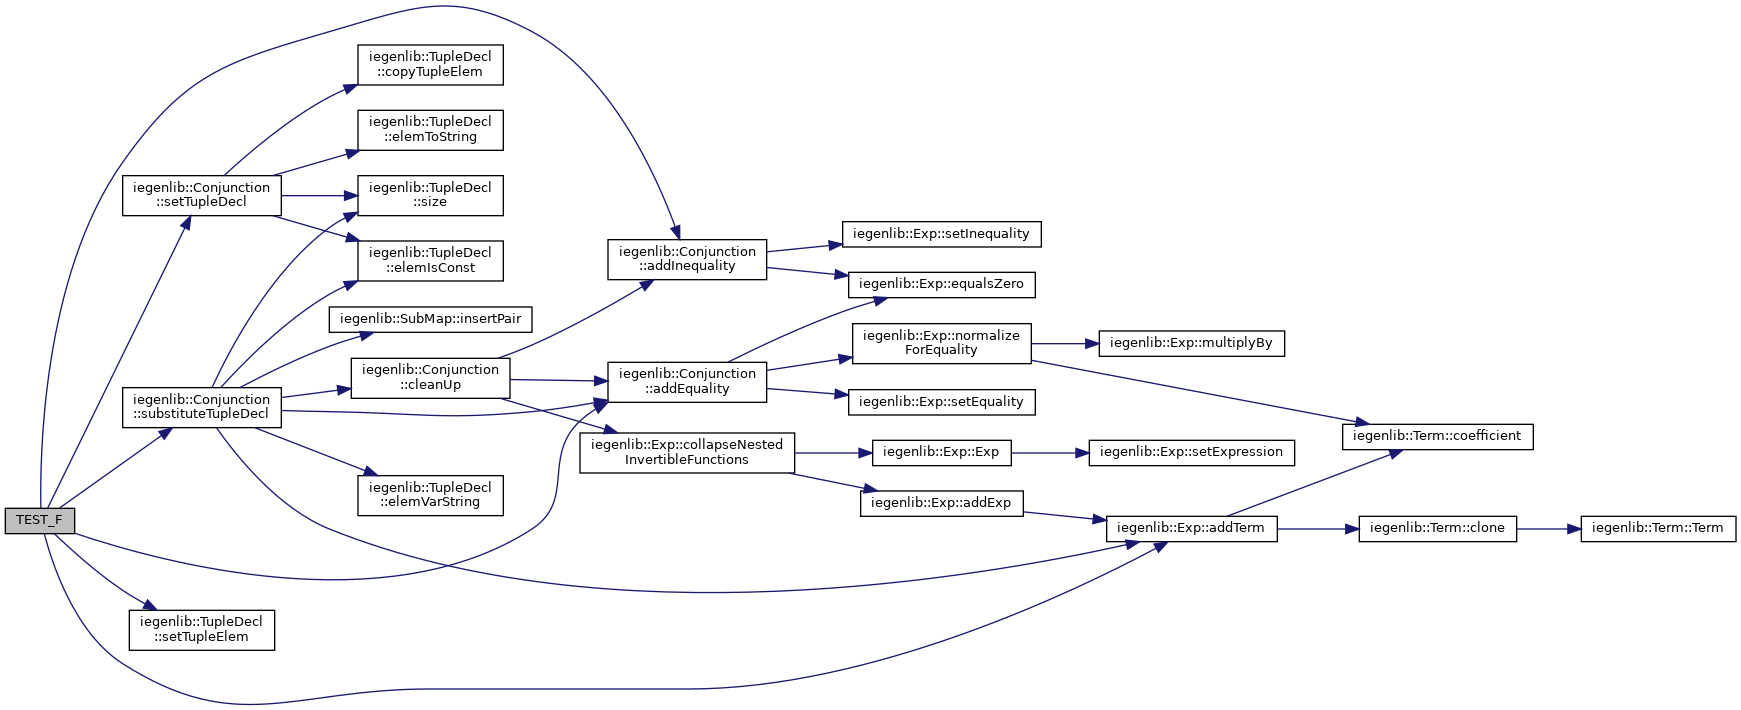 TEST_F
iegenlib::Conjunction
::setTupleDecl
iegenlib::Conjunction
::substituteTupleDecl
iegenlib::TupleDecl
::setTupleElem
iegenlib::TupleDecl
::copyTupleElem
iegenlib::TupleDecl
::elemToString
iegenlib::TupleDecl
::size
iegenlib::TupleDecl
::elemIsConst
iegenlib::SubMap::insertPair
iegenlib::Conjunction
::cleanUp
iegenlib::TupleDecl
::elemVarString
iegenlib::Conjunction
::addInequality
iegenlib::Conjunction
::addEquality
iegenlib::Exp::collapseNested
InvertibleFunctions
iegenlib::Exp::setInequality
iegenlib::Exp::equalsZero
iegenlib::Exp::normalize
ForEquality
iegenlib::Exp::setEquality
iegenlib::Exp::Exp
iegenlib::Exp::addExp
iegenlib::Exp::multiplyBy
iegenlib::Exp::setExpression
iegenlib::Exp::addTerm
iegenlib::Term::coefficient
iegenlib::Term::clone
iegenlib::Term::Term